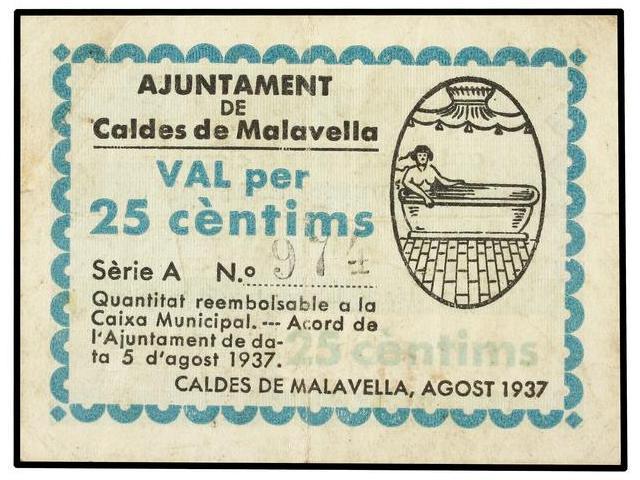 AJUNTAMENT
DE
Caldes de Malavella
VAL per
25 cèntims
Sèrie A N.º 974
Quantitat reembolsable a la
Caixa Municipal. --- Acord de
l'Ajuntament de da-
ta 5 d'agost 1937.
25 cèntims
CALDES DE MALAVELLA, AGOST 1937